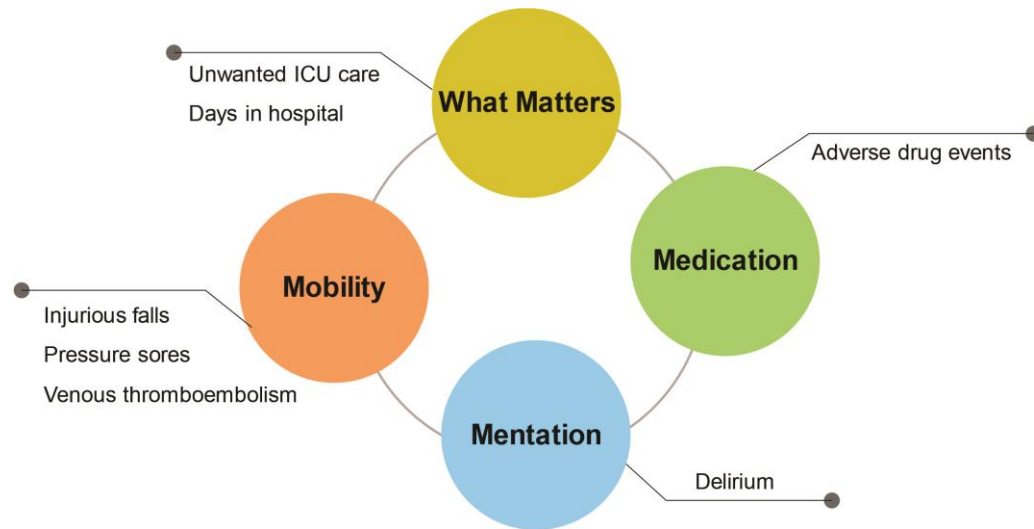 Unwanted ICU care
Days in hospital
What Matters
Adverse drug events
Medication
Mobility
Injurious falls
Pressure sores
Venous thromboembolism
Mentation
Delirium